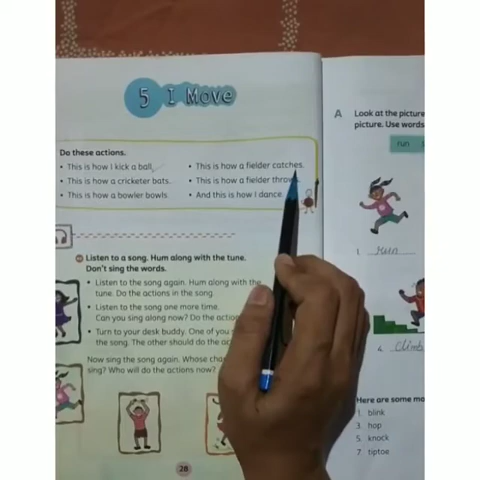 5 I Move
Do these actions.
• This is how I kick a ball.
• This is how a cricketer bats.
• This is how a bowler bowls.
• This is how a fielder catches.
• This is how a fielder
• And this is how I dance.
Listen to a song. Hum along with the tune.
Don't sing the words.
• Listen to the song again. Hum along with the
tune. Do the actions in the song.
• Listen to the song one more time.
Can you sing along now? Do the
• Turn to your desk buddy. One of you
the song. The other should do the
Now sing the song again. Whose
sing? Who will do the actions now?
28
A Look at the picture
picture. Use words
run
1. run
4. Climb
Here are some
1. blink
3. hop
5. knock
7. tiptoe